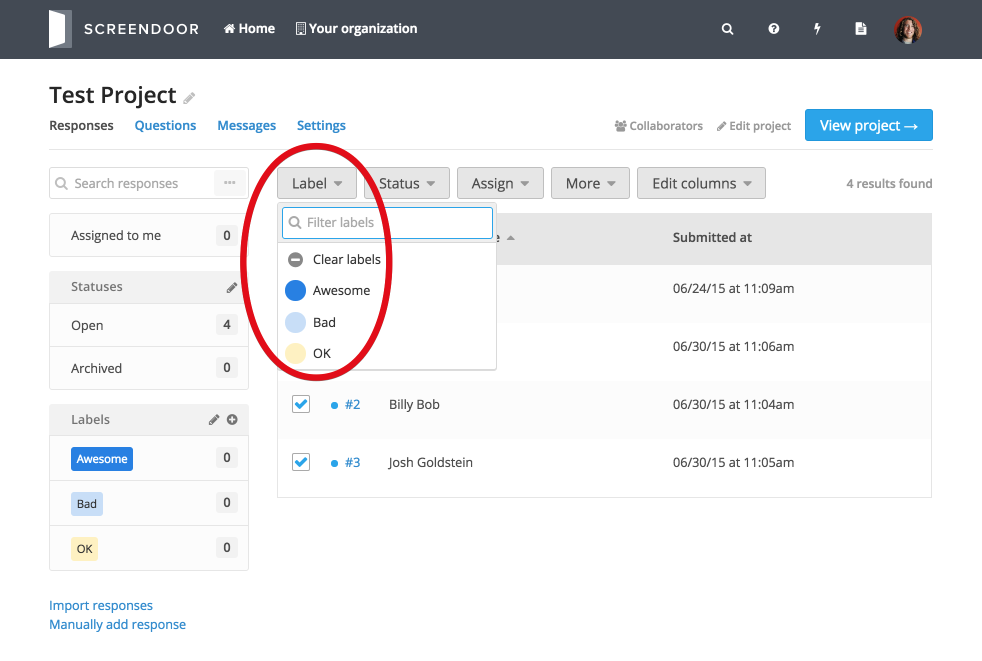 SCREENDOOR Home Your organization
Test Project
Responses Questions Messages Settings
Collaborators Edit project View project →
Search responses
Label Status Assign More Edit columns
4 results found
Assigned to me 0
Statuses
Open 4
Archived 0
Labels
Awesome 0
Bad 0
OK 0
Import responses
Manually add response
Filter labels
Clear labels
Awesome
Bad
OK
Submitted at
06/24/15 at 11:09am
06/30/15 at 11:06am
#2 Billy Bob 06/30/15 at 11:04am
#3 Josh Goldstein 06/30/15 at 11:05am